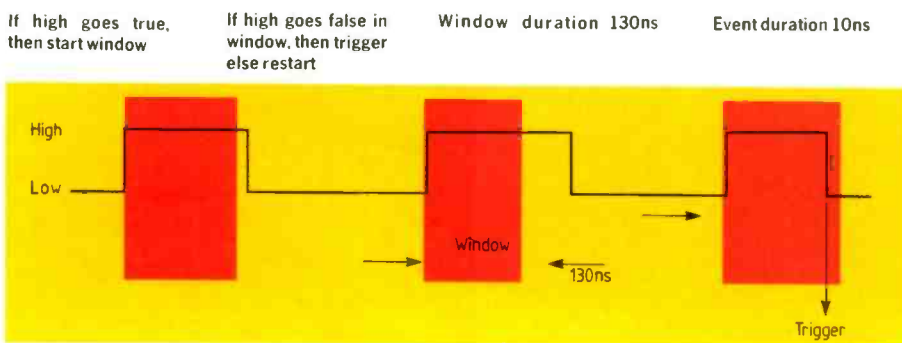 If high goes true,
then start window
If high goes false in
window, then trigger
else restart
Window duration 130ns
Event duration 10ns
High
Low
Window
130ns
Trigger